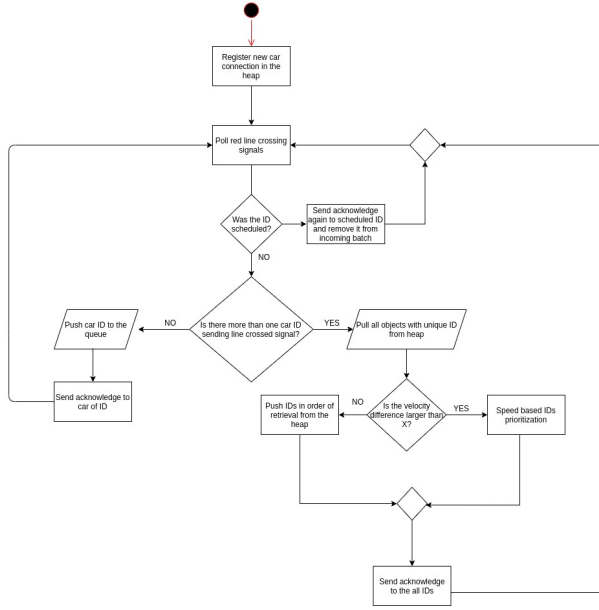 Register new car
connection in the
heap
Poll red line crossing
signals
Was the ID
scheduled?
Send acknowledge
again to scheduled ID
and remove it from
incoming batch
NO
Is there more than one car ID
sending line crossed signal?
NO
YES
Push car ID to the
queue
Pull all objects with unique ID
from heap
Send acknowledge to
car of ID
Is the velocity
difference larger than
X?
NO
YES
Push IDs in order of
retrieval from the
heap
Speed based IDs
prioritization
Send acknowledge
to the all IDs